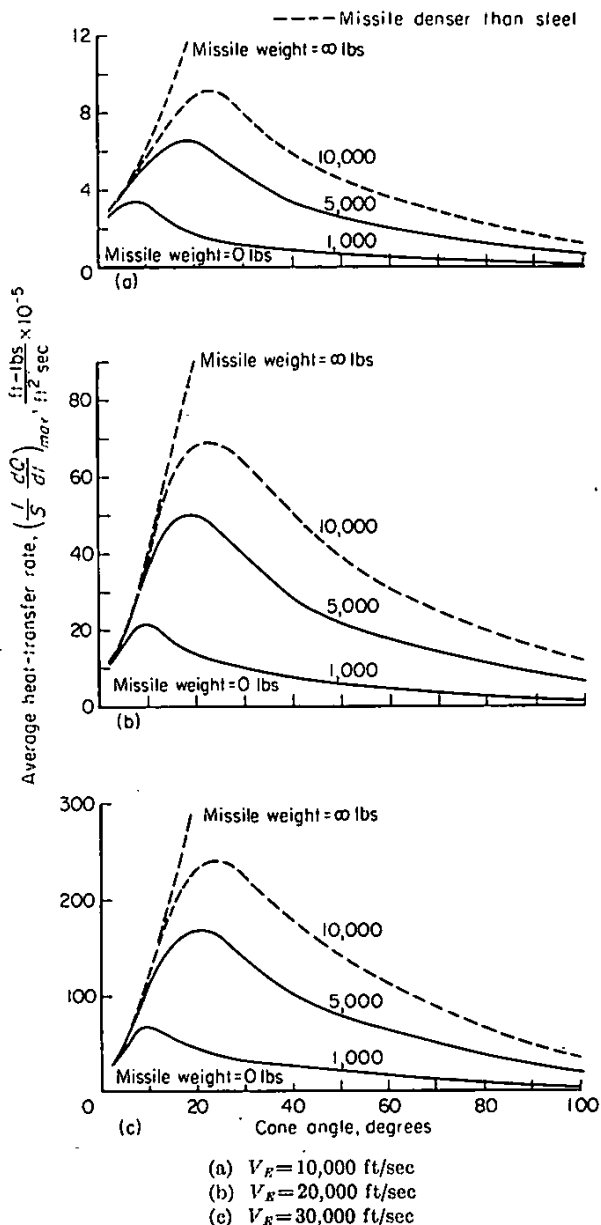 Missile denser than steel
Missile weight=∞ lbs
12
8
4
0
10,000
5,000
1,000
Missile weight=0 lbs
(a)
Average heat-transfer rate, (1/S dQ/dt)max, ft-lbs/ft² sec ×10⁻⁵
Missile weight=∞ lbs
80
60
40
20
0
10,000
5,000
1,000
Missile weight=0 lbs
(b)
300
200
100
0
Missile weight=∞ lbs
10,000
5,000
1,000
Missile weight=0 lbs
20
40
60
80
100
(c)
Cone angle, degrees
(a) V_E=10,000 ft/sec
(b) V_E=20,000 ft/sec
(c) V_E=30,000 ft/sec